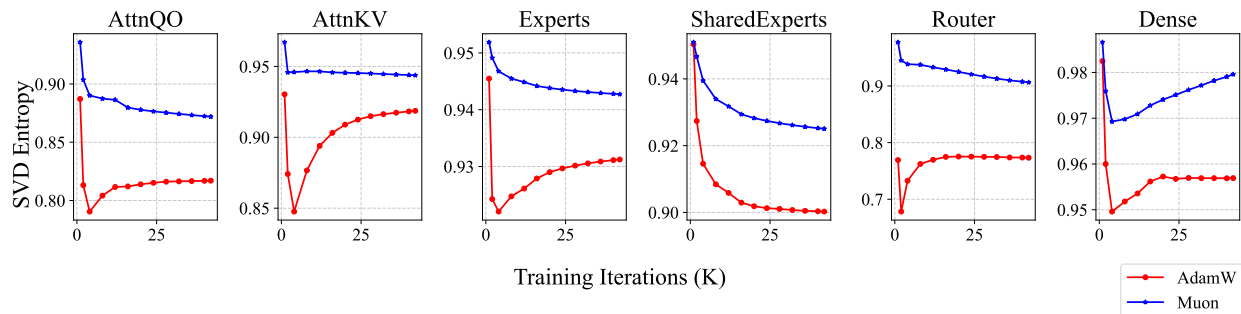 AttnQO
AttnKV
Experts
SharedExperts
Router
Dense
SVD Entropy
0.90
0.85
0.80
0 25
0.95
0.90
0.85
0 25
0.95
0.94
0.93
0 25
0.94
0.92
0.90
0 25
0.9
0.8
0.7
0 25
0.98
0.97
0.96
0.95
0 25
Training Iterations (K)
AdamW
Muon